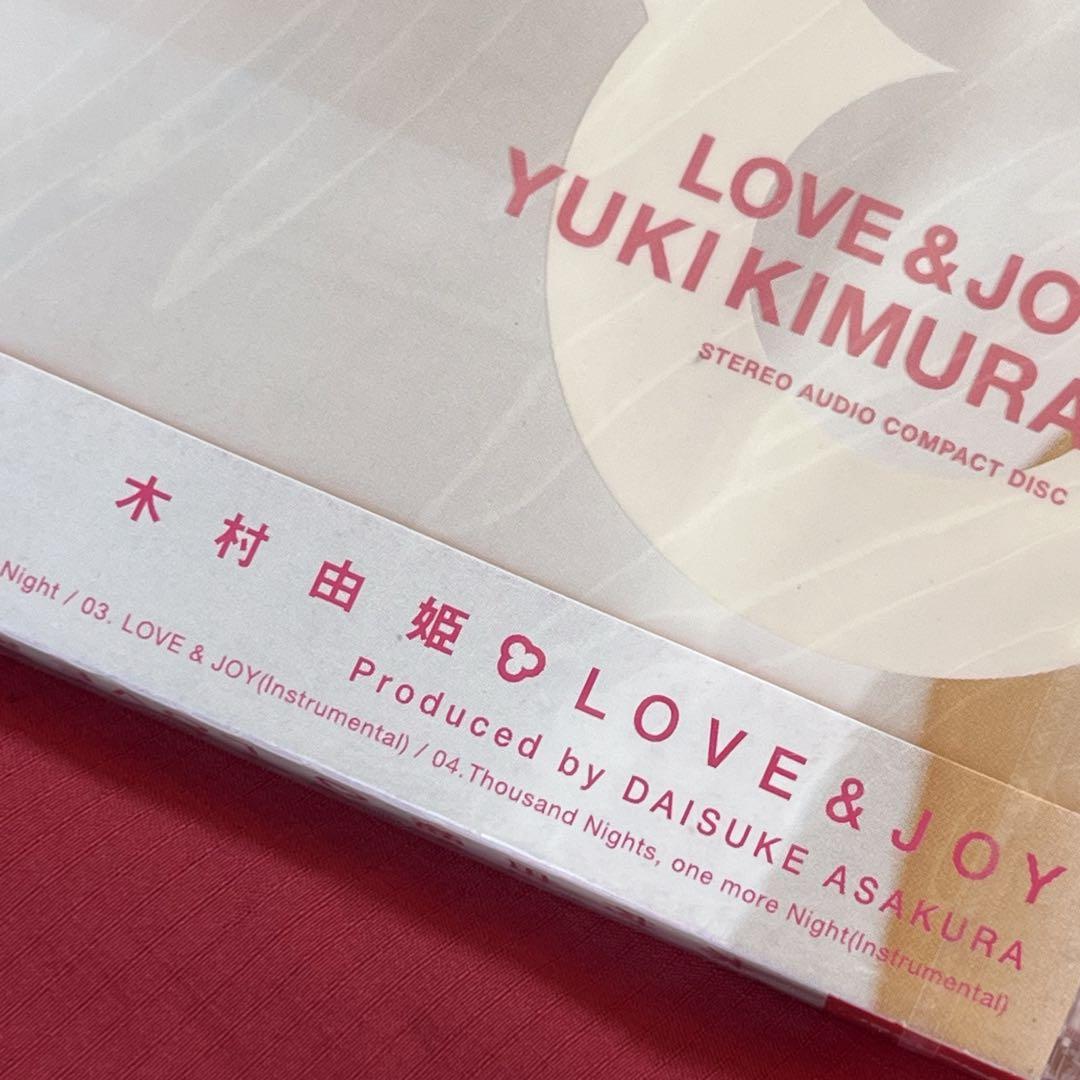 LOVE & JO
YUKI KIMURA
STEREO AUDIO COMPACT DISC
木村由姫 LOVE & JOY
Produced by DAISUKE ASAKURA
Night / 03. LOVE & JOY(Instrumental) / 04.Thousand Nights, one more Night(Instrumental)